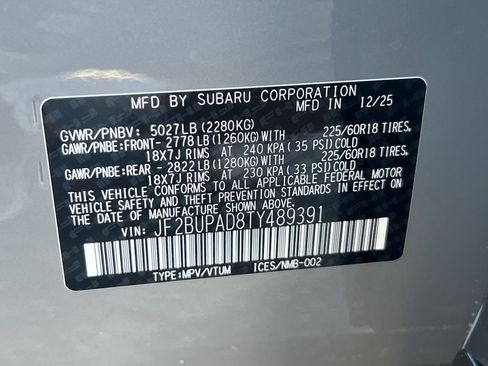 MFD BY SUBARU CORPORATION
MFD IN 12/25
GVWR/PNBV: 5027LB (2280KG)
GAWR/PNBE:FRONT- 2778LB(1260KG)WITH 225/60R18 TIRES,
18X7J RIMS AT 240 KPA( 35 PSI)COLD
GAWR/PNBE:REAR - 2822LB(1280KG)WITH 225/60R18 TIRES,
18X7J RIMS AT 230 KPA( 33 PSI)COLD
THIS VEHICLE CONFORMS TO ALL APPLICABLE FEDERAL MOTOR
VEHICLE SAFETY, BUMPER, AND THEFT PREVENTION STANDARDS IN EFFECT
ON THE DATE OF MANUFACTURE SHOWN ABOVE.
VIN: JF2BUPAD8TY489391
TYPE:MPV/VTUM ICES/NMB-002